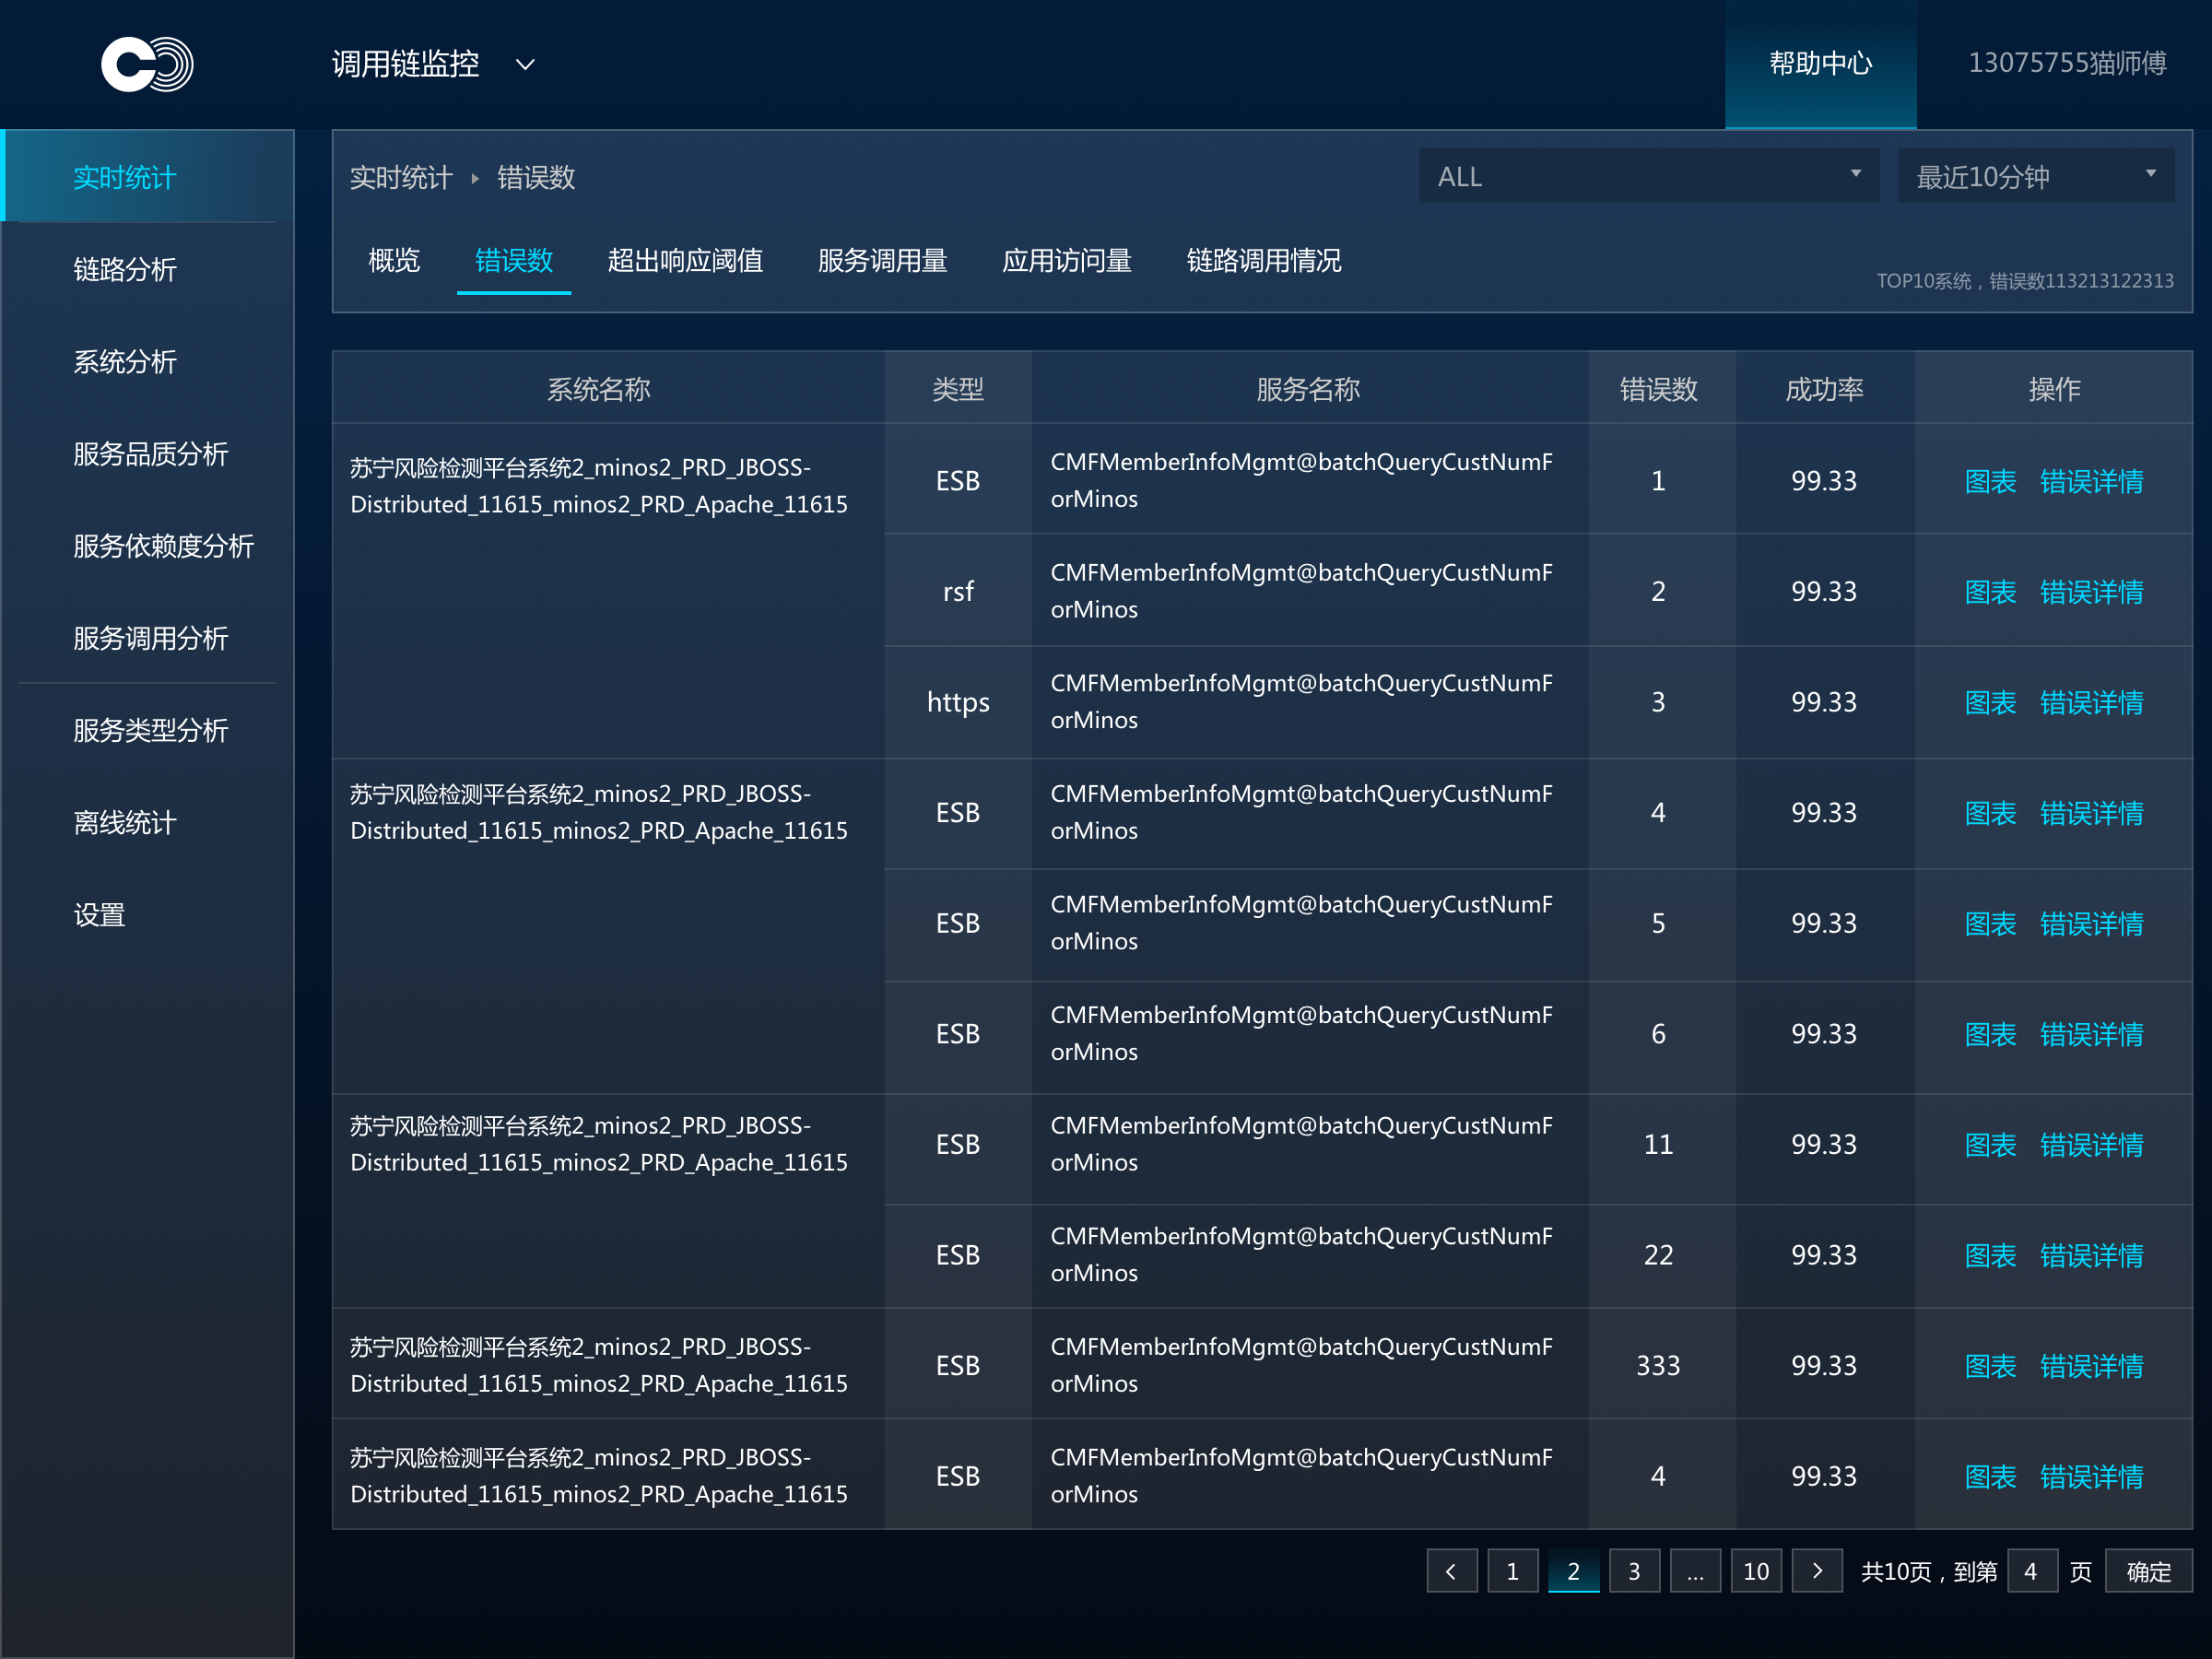 调用链监控
帮助中心
13075755猫师傅
实时统计
链路分析
系统分析
服务品质分析
服务依赖度分析
服务调用分析
服务类型分析
离线统计
设置
实时统计 错误数
ALL
最近10分钟
概览 错误数 超出响应阈值 服务调用量 应用访问量 链路调用情况
TOP10系统，错误数113213122313
系统名称 类型 服务名称 错误数 成功率 操作
苏宁风险检测平台系统2_minos2_PRD_JBOSS-
Distributed_11615_minos2_PRD_Apache_11615
ESB
CMFMemberInfoMgmt@batchQueryCustNumF
orMinos
1 99.33 图表 错误详情
rsf
CMFMemberInfoMgmt@batchQueryCustNumF
orMinos
2 99.33 图表 错误详情
https
CMFMemberInfoMgmt@batchQueryCustNumF
orMinos
3 99.33 图表 错误详情
苏宁风险检测平台系统2_minos2_PRD_JBOSS-
Distributed_11615_minos2_PRD_Apache_11615
ESB
CMFMemberInfoMgmt@batchQueryCustNumF
orMinos
4 99.33 图表 错误详情
ESB
CMFMemberInfoMgmt@batchQueryCustNumF
orMinos
5 99.33 图表 错误详情
ESB
CMFMemberInfoMgmt@batchQueryCustNumF
orMinos
6 99.33 图表 错误详情
苏宁风险检测平台系统2_minos2_PRD_JBOSS-
Distributed_11615_minos2_PRD_Apache_11615
ESB
CMFMemberInfoMgmt@batchQueryCustNumF
orMinos
11 99.33 图表 错误详情
ESB
CMFMemberInfoMgmt@batchQueryCustNumF
orMinos
22 99.33 图表 错误详情
苏宁风险检测平台系统2_minos2_PRD_JBOSS-
Distributed_11615_minos2_PRD_Apache_11615
ESB
CMFMemberInfoMgmt@batchQueryCustNumF
orMinos
333 99.33 图表 错误详情
苏宁风险检测平台系统2_minos2_PRD_JBOSS-
Distributed_11615_minos2_PRD_Apache_11615
ESB
CMFMemberInfoMgmt@batchQueryCustNumF
orMinos
4 99.33 图表 错误详情
1 2 3 ... 10 共10页，到第 4 页 确定